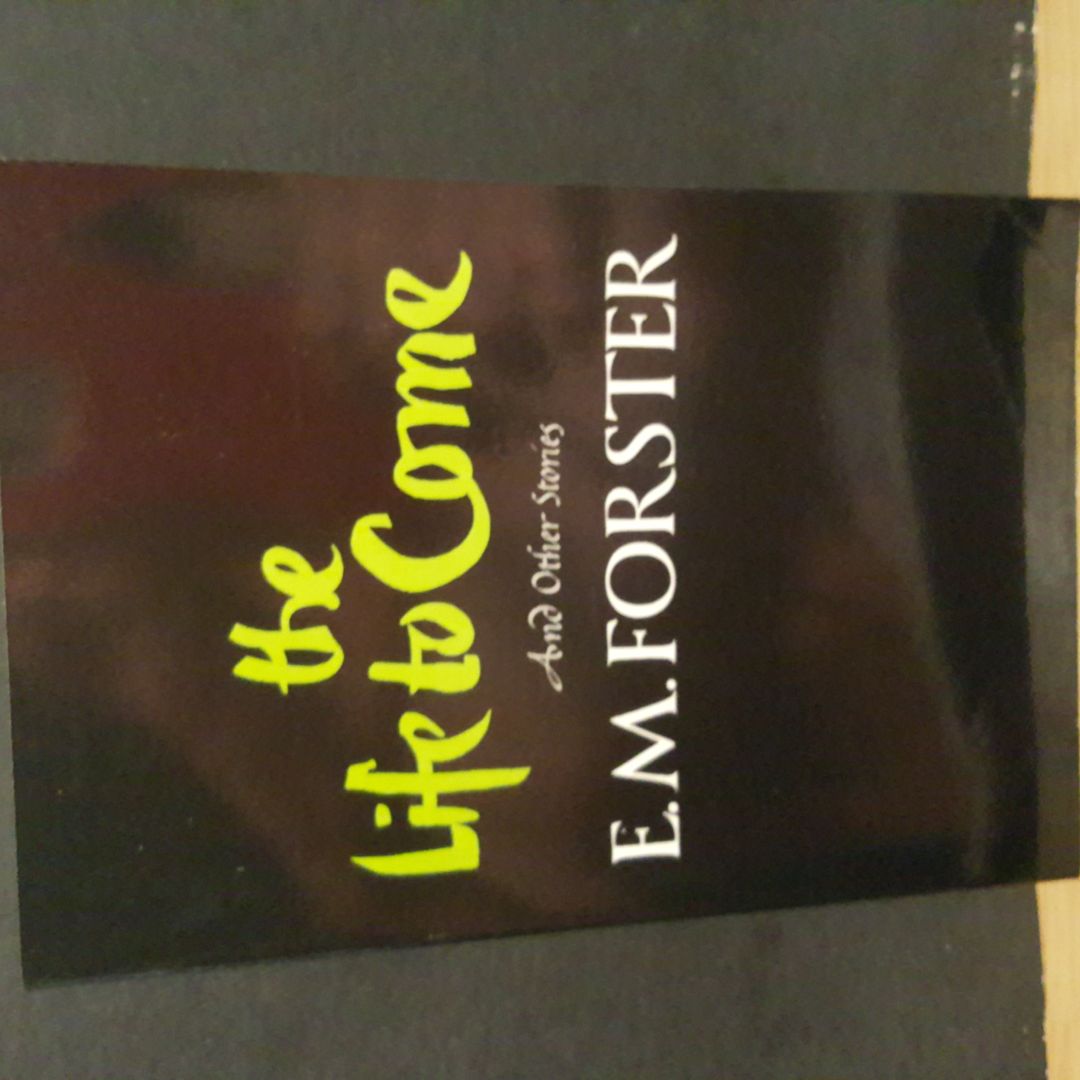 the
Life to Come
And Other Stories
E.M.FORSTER